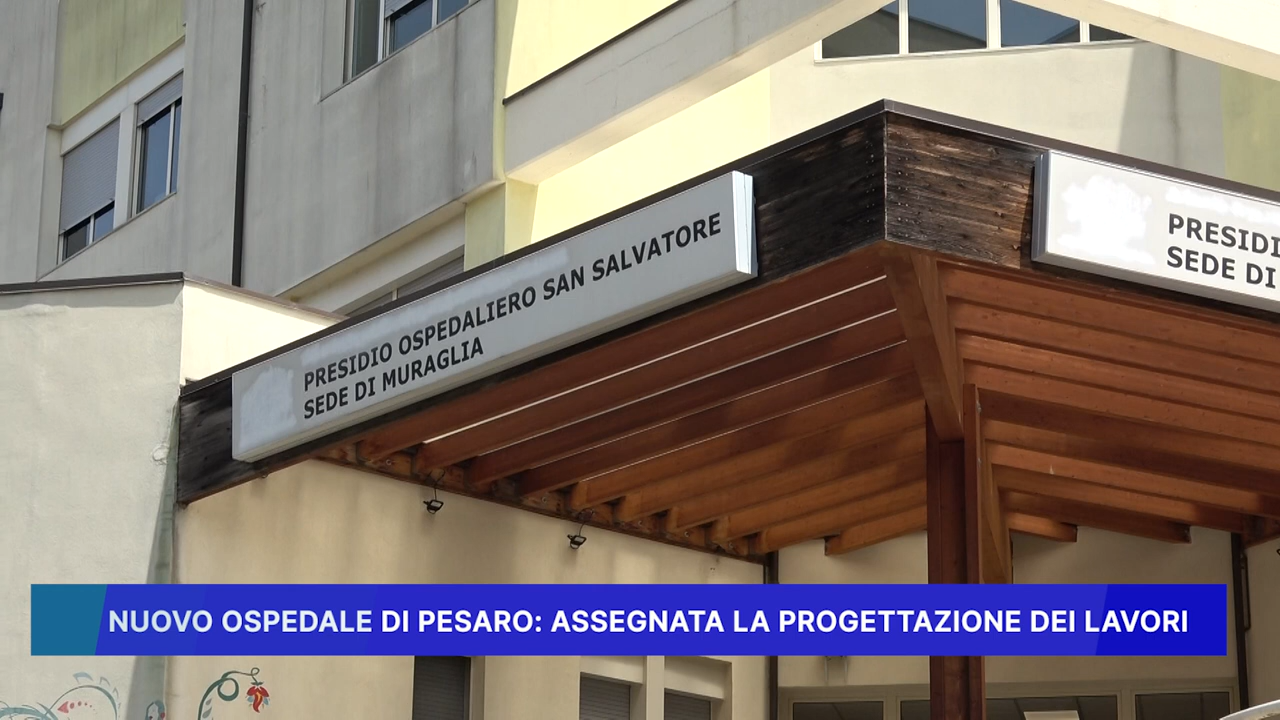 PRESIDIO OSPEDALIERO SAN SALVATORE
SEDE DI MURAGLIA
PRESIDI
SEDE DI
NUOVO OSPEDALE DI PESARO: ASSEGNATA LA PROGETTAZIONE DEI LAVORI